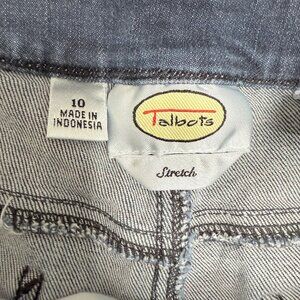 10
MADE IN
INDONESIA
Talbots
Stretch